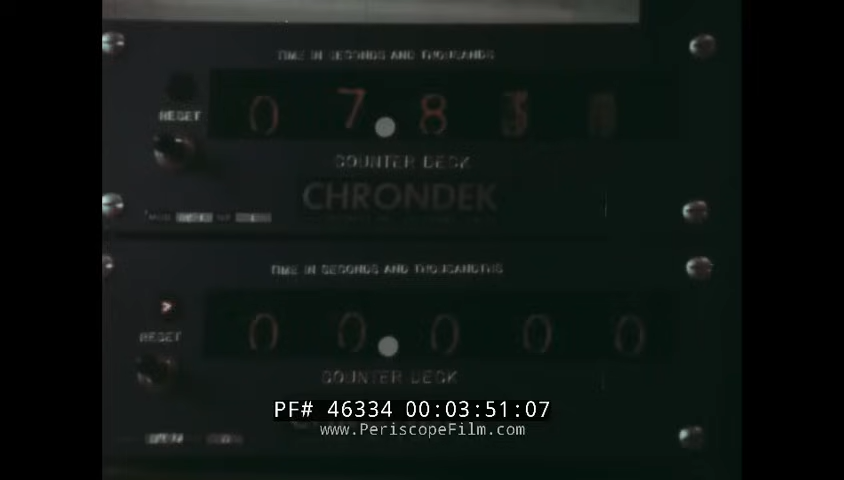 TIME IN SECONDS AND THOUSANDS
RESET
0 7 8 3
COUNTER DECK
CHRONDEK
TIME IN SECONDS AND THOUSANDTHS
0 0 0 0 0
RESET
COUNTER DECK
PF# 46334 00:03:51:07
www.PeriscopeFilm.com